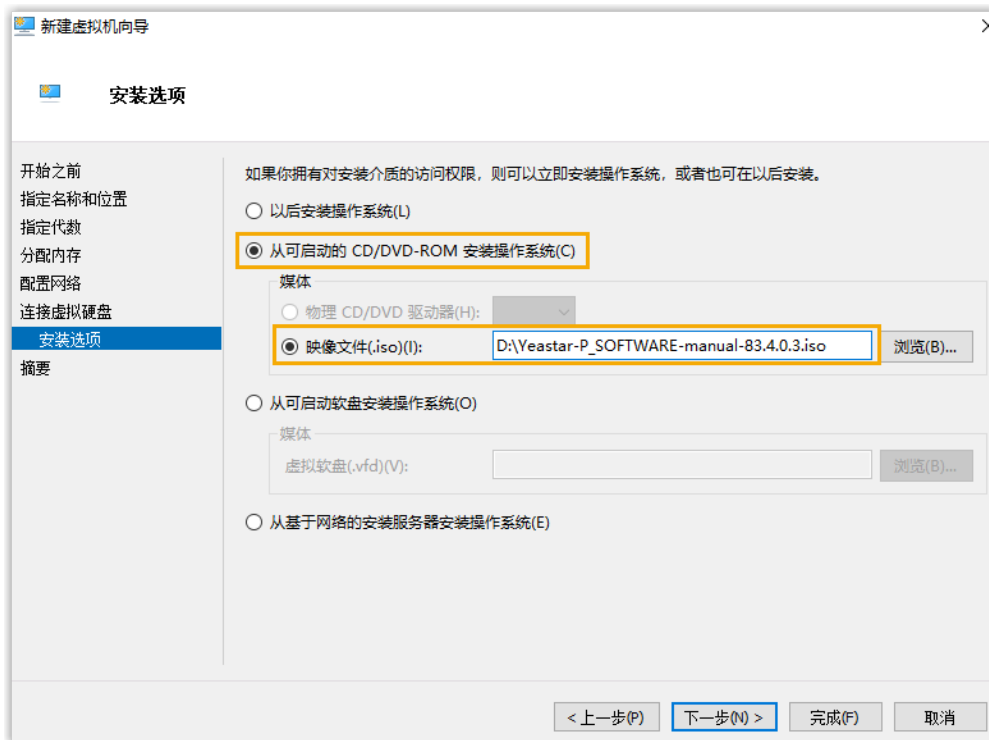 新建虚拟机向导
安装选项
开始之前
指定名称和位置
指定代数
分配内存
配置网络
连接虚拟硬盘
安装选项
摘要
如果你拥有对安装介质的访问权限，则可以立即安装操作系统，或者也可在以后安装。
以后安装操作系统(L)
从可启动的 CD/DVD-ROM 安装操作系统(C)
媒体
物理 CD/DVD 驱动器(H):
映像文件(.iso)(I): D:\Yeastar-P_SOFTWARE-manual-83.4.0.3.iso 浏览(B)...
从可启动软盘安装操作系统(O)
媒体
虚拟软盘(.vfd)(V): 浏览(B)...
从基于网络的安装服务器安装操作系统(E)
< 上一步(P) 下一步(N) > 完成(F) 取消